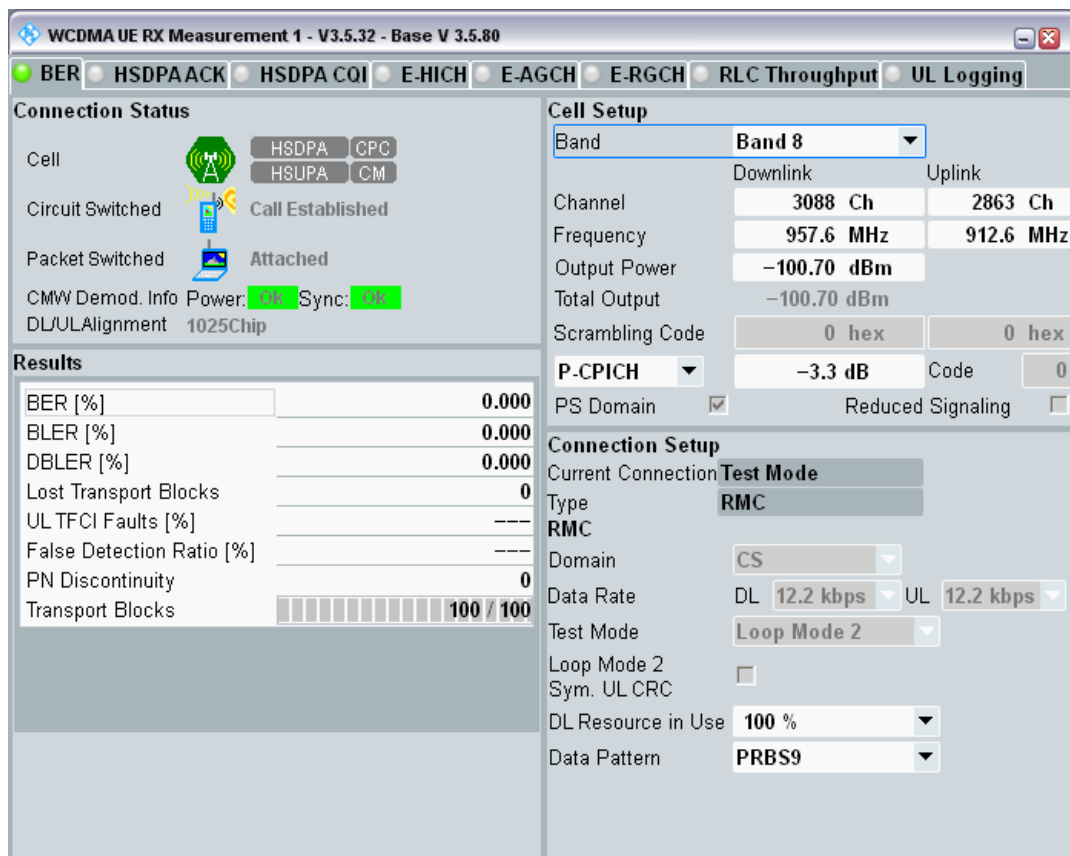 WCDMA UE RX Measurement 1 - V3.5.32 - Base V 3.5.80
BER HSDPA ACK HSDPA CQI E-HICH E-AGCH E-RGCH RLC Throughput UL Logging
Connection Status
Cell HSDPA CPC
HSUPA CM
Circuit Switched Call Established
Packet Switched Attached
CMW Demod. Info Power: Ok Sync: Ok
DL/ULAlignment 1025Chip
Results
BER [%] 0.000
BLER [%] 0.000
DBLER [%] 0.000
Lost Transport Blocks 0
UL TFCI Faults [%] ---
False Detection Ratio [%] ---
PN Discontinuity 0
Transport Blocks 100 / 100
Cell Setup
Band Band 8
Downlink Uplink
Channel 3088 Ch 2863 Ch
Frequency 957.6 MHz 912.6 MHz
Output Power −100.70 dBm
Total Output −100.70 dBm
Scrambling Code 0 hex 0 hex
P-CPICH −3.3 dB Code 0
PS Domain Reduced Signaling
Connection Setup
Current Connection Test Mode
Type RMC
RMC
Domain CS
Data Rate DL 12.2 kbps UL 12.2 kbps
Test Mode Loop Mode 2
Loop Mode 2
Sym. UL CRC
DL Resource in Use 100 %
Data Pattern PRBS9